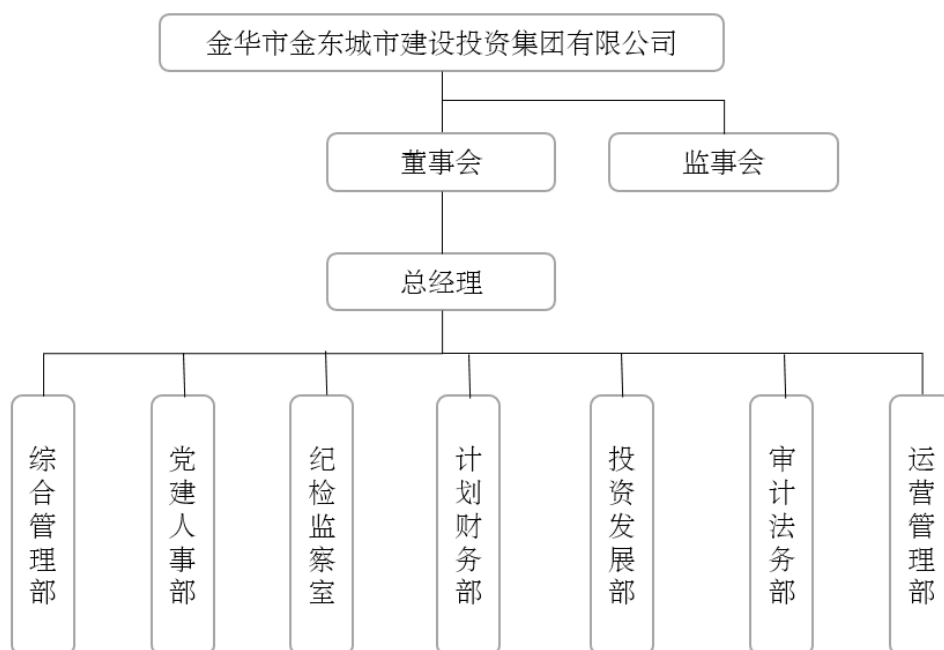 金华市金东城市建设投资集团有限公司
董事会
监事会
总经理
综合管理部
党建人事部
纪检监察室
计划财务部
投资发展部
审计法务部
运营管理部